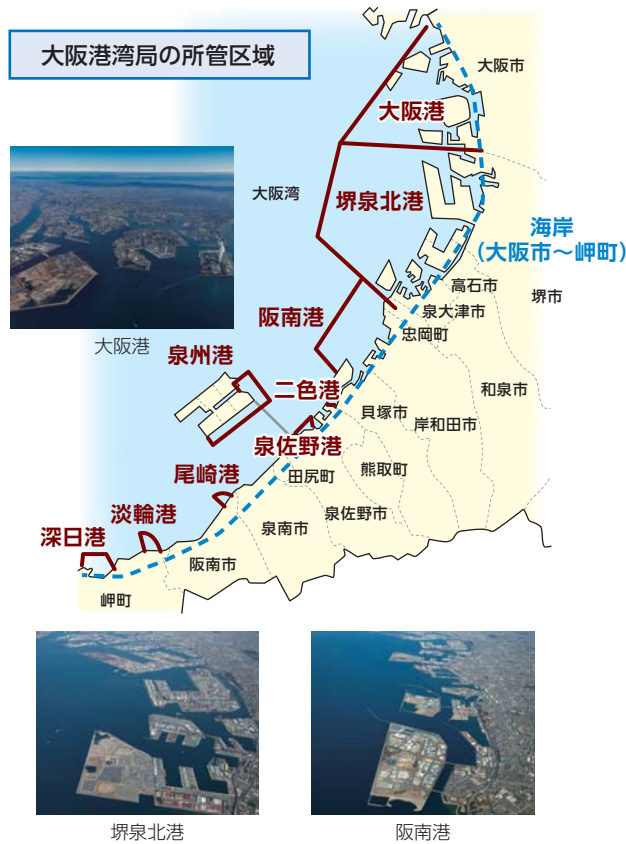 大阪港湾局の所管区域
大阪市
大阪港
大阪湾
堺泉北港
海岸
(大阪市～岬町)
高石市
堺市
泉大津市
阪南港
忠岡町
大阪港
泉州港
二色港
和泉市
貝塚市
岸和田市
泉佐野港
熊取町
田尻町
尾崎港
泉佐野市
淡輪港
泉南市
深日港
阪南市
岬町
堺泉北港
阪南港